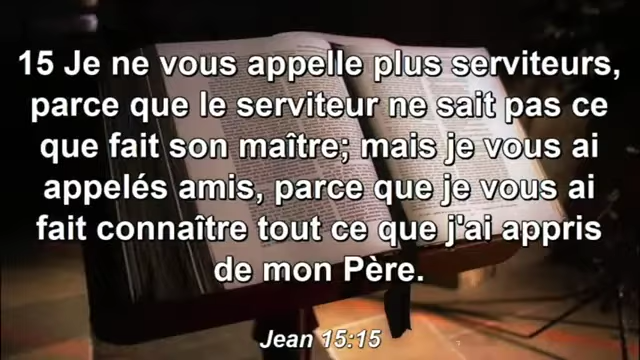 15 Je ne vous appelle plus serviteurs,
parce que le serviteur ne sait pas ce
que fait son maître; mais je vous ai
appelés amis, parce que je vous ai
fait connaître tout ce que j'ai appris
de mon Père.
Jean 15:15